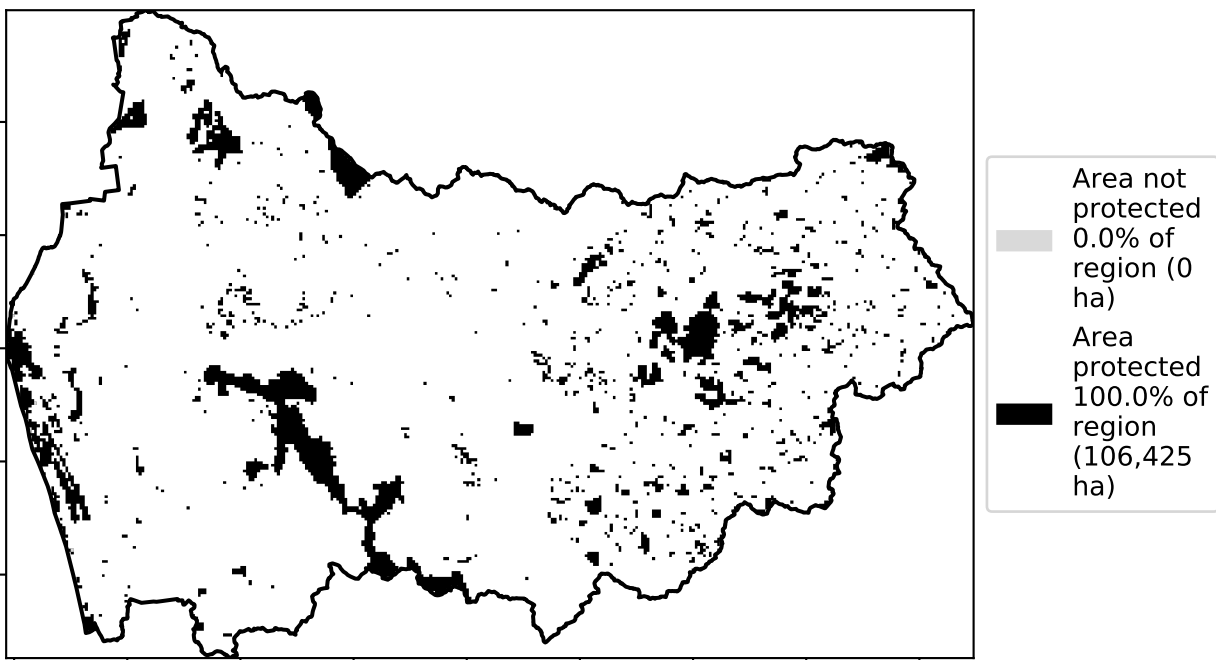 Area not
protected
0.0% of
region (0
ha)
Area
protected
100.0% of
region
(106,425
ha)